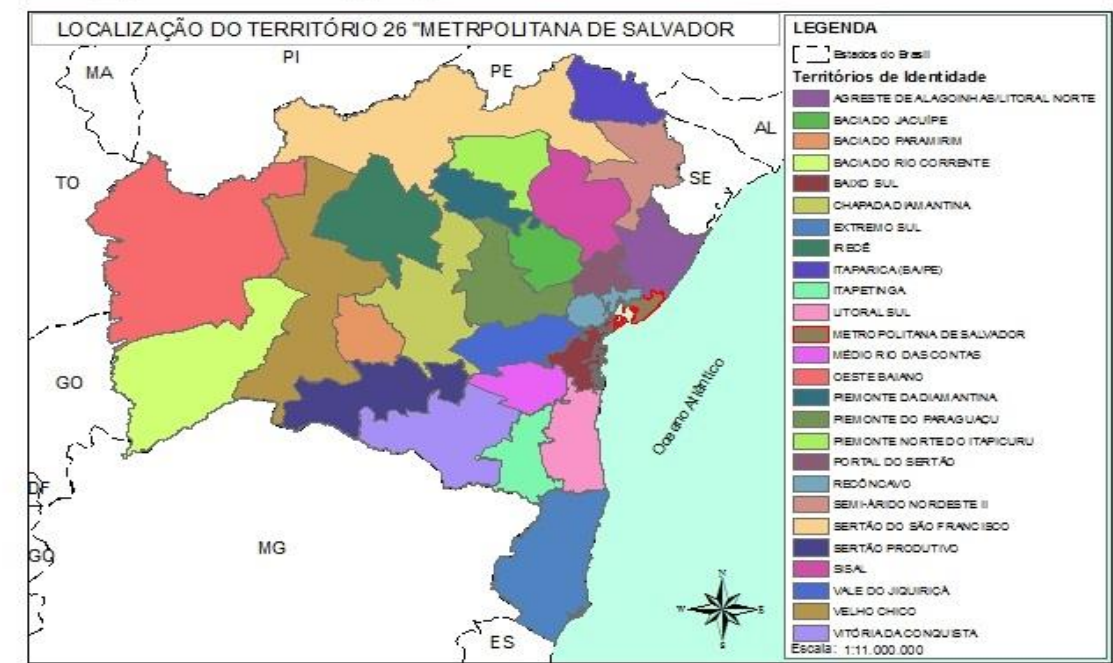 LOCALIZAÇÃO DO TERRITÓRIO 26 "METRPOLITANA DE SALVADOR
MA
PI
PE
AL
TO
SE
GO
DF
GO
MG
ES
Oceano Atlântico
N
W
E
S
LEGENDA
Estados do Brasil
Territórios de Identidade
AGRESTE DE ALAGOINHAS/LITORAL NORTE
BACIA DO JACUÍPE
BACIA DO PARAMIRIM
BACIA DO RIO CORRENTE
BAIXO SUL
CHAPADA DIAMANTINA
EXTREMO SUL
IRECÊ
ITAPARICA (BA/PE)
ITAPETINGA
LITORAL SUL
METROPOLITANA DE SALVADOR
MÉDIO RIO DAS CONTAS
OESTE BAIANO
PIEMONTE DA DIAMANTINA
PIEMONTE DO PARAGUAÇU
PIEMONTE NORTE DO ITAPICURU
PORTAL DO SERTÃO
RECÔNCAVO
SEMI-ÁRIDO NORDESTE II
SERTÃO DO SÃO FRANCISCO
SERTÃO PRODUTIVO
SISAL
VALE DO JIQUIRIÇÁ
VELHO CHICO
VITÓRIA DA CONQUISTA
Escala: 1:11.000.000